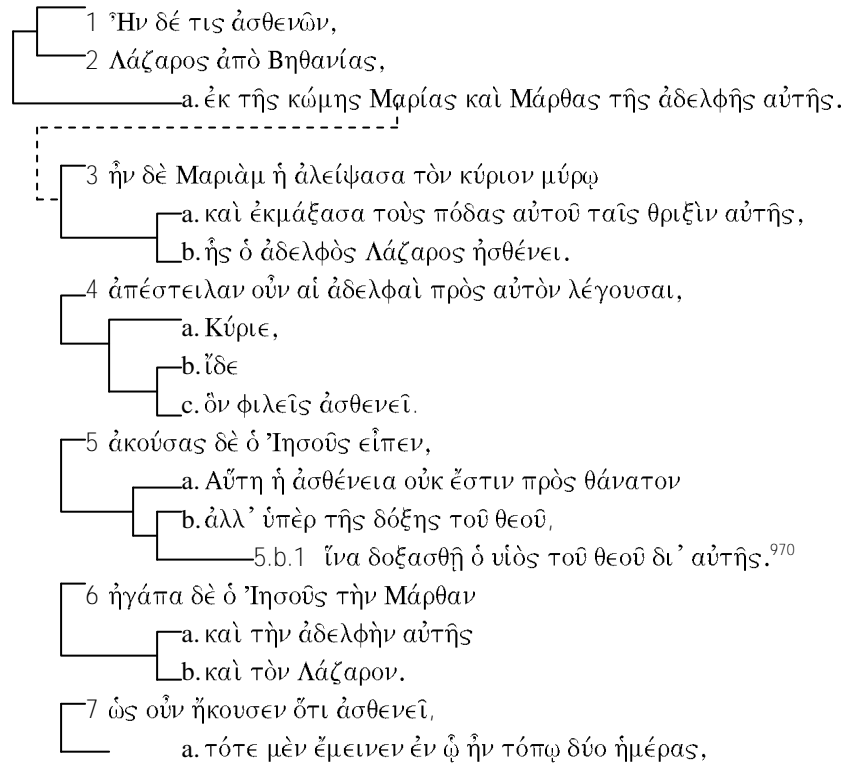 1 Ἦν δέ τις ἀσθενῶν,
2 Λάζαρος ἀπὸ Βηθανίας,
a. ἐκ τῆς κώμης Μαρίας καὶ Μάρθας τῆς ἀδελφῆς αὐτῆς.
3 ἦν δὲ Μαριὰμ ἡ ἀλείψασα τὸν κύριον μύρῳ
a. καὶ ἐκμάξασα τοὺς πόδας αὐτοῦ ταῖς θριξὶν αὐτῆς,
b. ἧς ὁ ἀδελφὸς Λάζαρος ἠσθένει.
4 ἀπέστειλαν οὖν αἱ ἀδελφαὶ πρὸς αὐτὸν λέγουσαι,
a. Κύριε,
b. ἴδε
c. ὃν φιλεῖς ἀσθενεῖ.
5 ἀκούσας δὲ ὁ Ἰησοῦς εἶπεν,
a. Αὕτη ἡ ἀσθένεια οὐκ ἔστιν πρὸς θάνατον
b. ἀλλ’ ὑπὲρ τῆς δόξης τοῦ θεοῦ,
5.b.1 ἵνα δοξασθῇ ὁ υἱὸς τοῦ θεοῦ δι’ αὐτῆς.970
6 ἠγάπα δὲ ὁ Ἰησοῦς τὴν Μάρθαν
a. καὶ τὴν ἀδελφὴν αὐτῆς
b. καὶ τὸν Λάζαρον.
7 ὡς οὖν ἤκουσεν ὅτι ἀσθενεῖ,
a. τότε μὲν ἔμεινεν ἐν ᾧ ἦν τόπῳ δύο ἡμέρας,